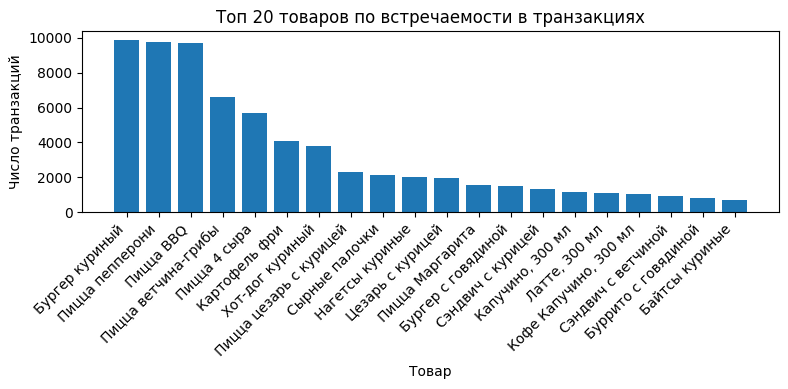 Топ 20 товаров по встречаемости в транзакциях
Число транзакций
10000
8000
6000
4000
2000
0
Бургер куриный
Пицца пепперони
Пицца BBQ
Пицца ветчина-грибы
Пицца 4 сыра
Картофель фри
Хот-дог куриный
Пицца цезарь с курицей
Сырные палочки
Нагетсы куриные
Цезарь с курицей
Пицца Маргарита
Бургер с говядиной
Сэндвич с курицей
Капучино, 300 мл
Латте, 300 мл
Кофе Капучино, 300 мл
Сэндвич с ветчиной
Буррито с говядиной
Байтсы куриные
Товар